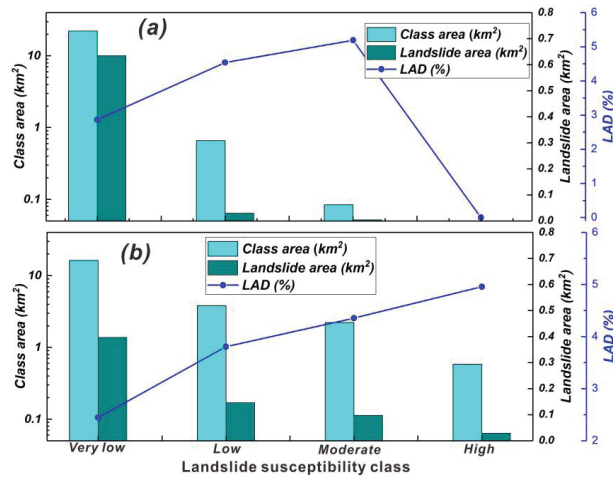 (a)
Class area (km²)
Landslide area (km²)
LAD (%)
Class area (km²)
10
1
0.1
0.8
0.7
0.6
0.5
0.4
0.3
0.2
0.1
0.0
Landslide area (km²)
6
5
4
3
2
1
0
LAD (%)
(b)
Class area (km²)
Landslide area (km²)
LAD (%)
Class area (km²)
10
1
0.1
0.8
0.7
0.6
0.5
0.4
0.3
0.2
0.1
0.0
Landslide area (km²)
6
5
4
3
2
LAD (%)
Very low Low Moderate High
Landslide susceptibility class